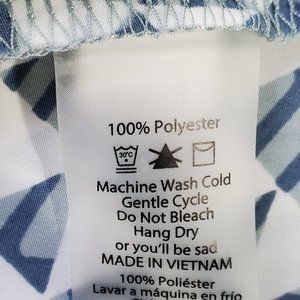 100% Polyester
30°C
Machine Wash Cold
Gentle Cycle
Do Not Bleach
Hang Dry
or you'll be sad
MADE IN VIETNAM
100% Poliéster
Lavar a máquina en frío